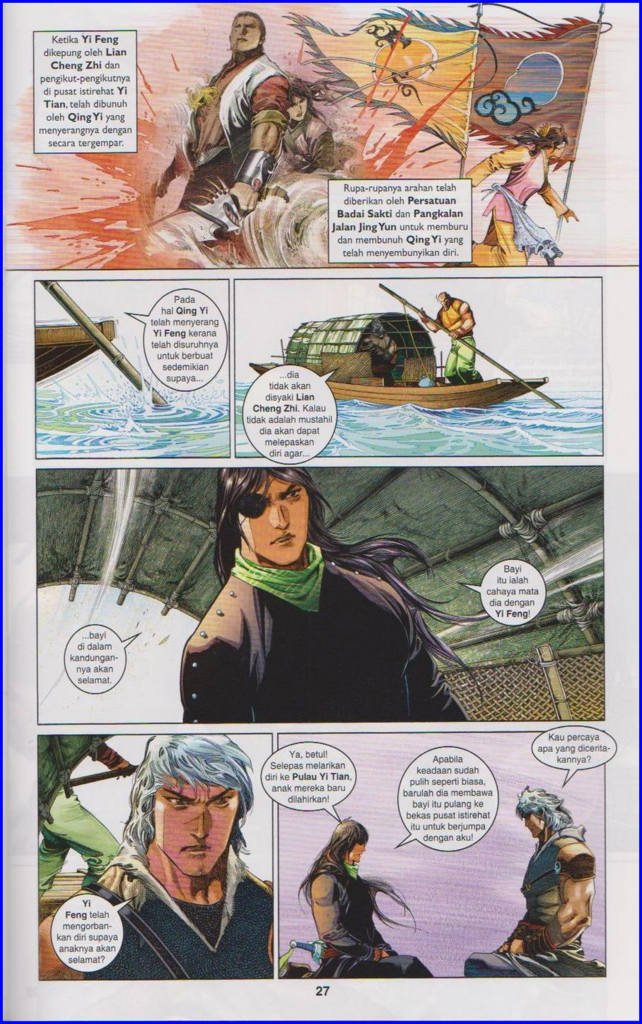 Ketika Yi Feng
dikepung oleh Lian
Cheng Zhi dan
pengikut-pengikutnya
di pusat istirehat Yi
Tian, telah dibunuh
oleh Qing Yi yang
menyerangnya dengan
secara tergempar.
Rupa-rupanya arahan telah
diberikan oleh Persatuan
Badai Sakti dan Pangkalan
Jalan Jing Yun untuk memburu
dan membunuh Qing Yi yang
telah menyembunyikan diri.
Pada
hal Qing Yi
telah menyerang
Yi Feng kerana
telah disuruhnya
untuk berbuat
sedemikian
supaya...
...dia
tidak akan
disyaki Lian
Cheng Zhi. Kalau
tidak adalah mustahil
dia akan dapat
melepaskan
diri agar...
Bayi
itu ialah
cahaya mata
dia dengan
Yi Feng!
...bayi
di dalam
kandungan-
nya akan
selamat.
Yi
Feng telah
mengorban-
kan diri supaya
anaknya akan
selamat?
Ya, betul!
Selepas melarikan
diri ke Pulau Yi Tian,
anak mereka baru
dilahirkan!
Apabila
keadaan sudah
pulih seperti biasa,
barulah dia membawa
bayi itu pulang ke
bekas pusat istirehat
itu untuk berjumpa
dengan aku!
Kau percaya
apa yang dicerita-
kannya?
27